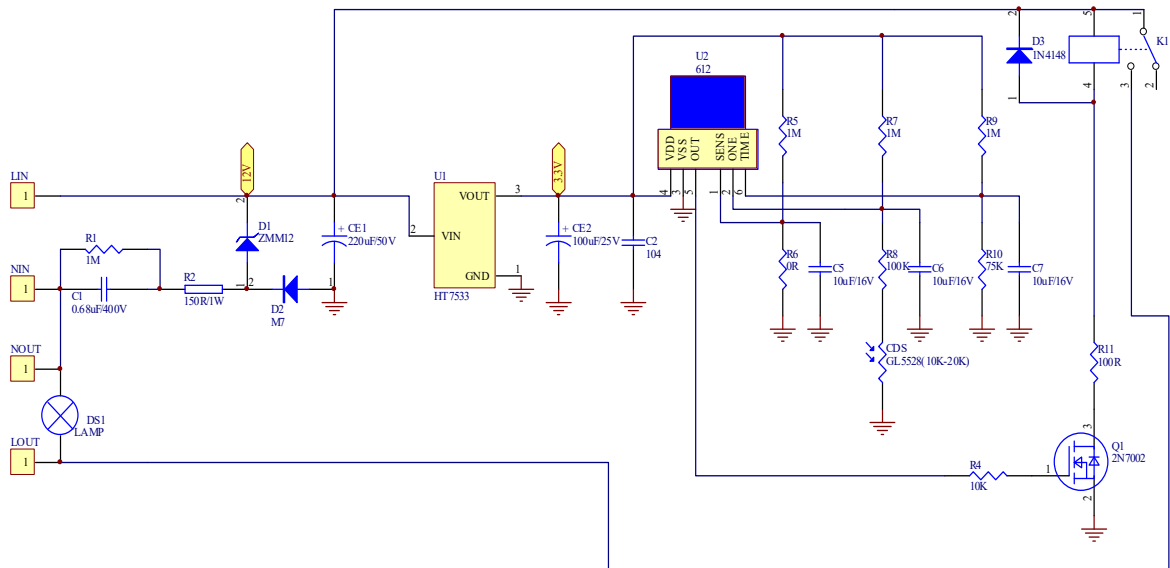 LIN
1
NIN
1
NOUT
1
LOUT
1
DS1
LAMP
R1
1M
C1
0.68uF/400V
R2
150R/1W
12V
D1
ZMM12
2
1
D2
M7
2
1
+
CE1
220uF/50V
U1
VOUT
VIN
GND
HT7533
3
2
1
3.3V
+
CE2
100uF/25V
C2
104
U2
612
VDD
VSS
OUT
SENS
ONE
TIME
4
3
5
1
2
6
R5
1M
R7
1M
R9
1M
R6
0R
C5
10uF/16V
R8
100K
C6
10uF/16V
R10
75K
C7
10uF/16V
CDS
GL5528(10K-20K)
D3
1N4148
2
1
5
4
1
3
2
K1
R11
100R
R4
10K
Q1
2N7002
3
1
2